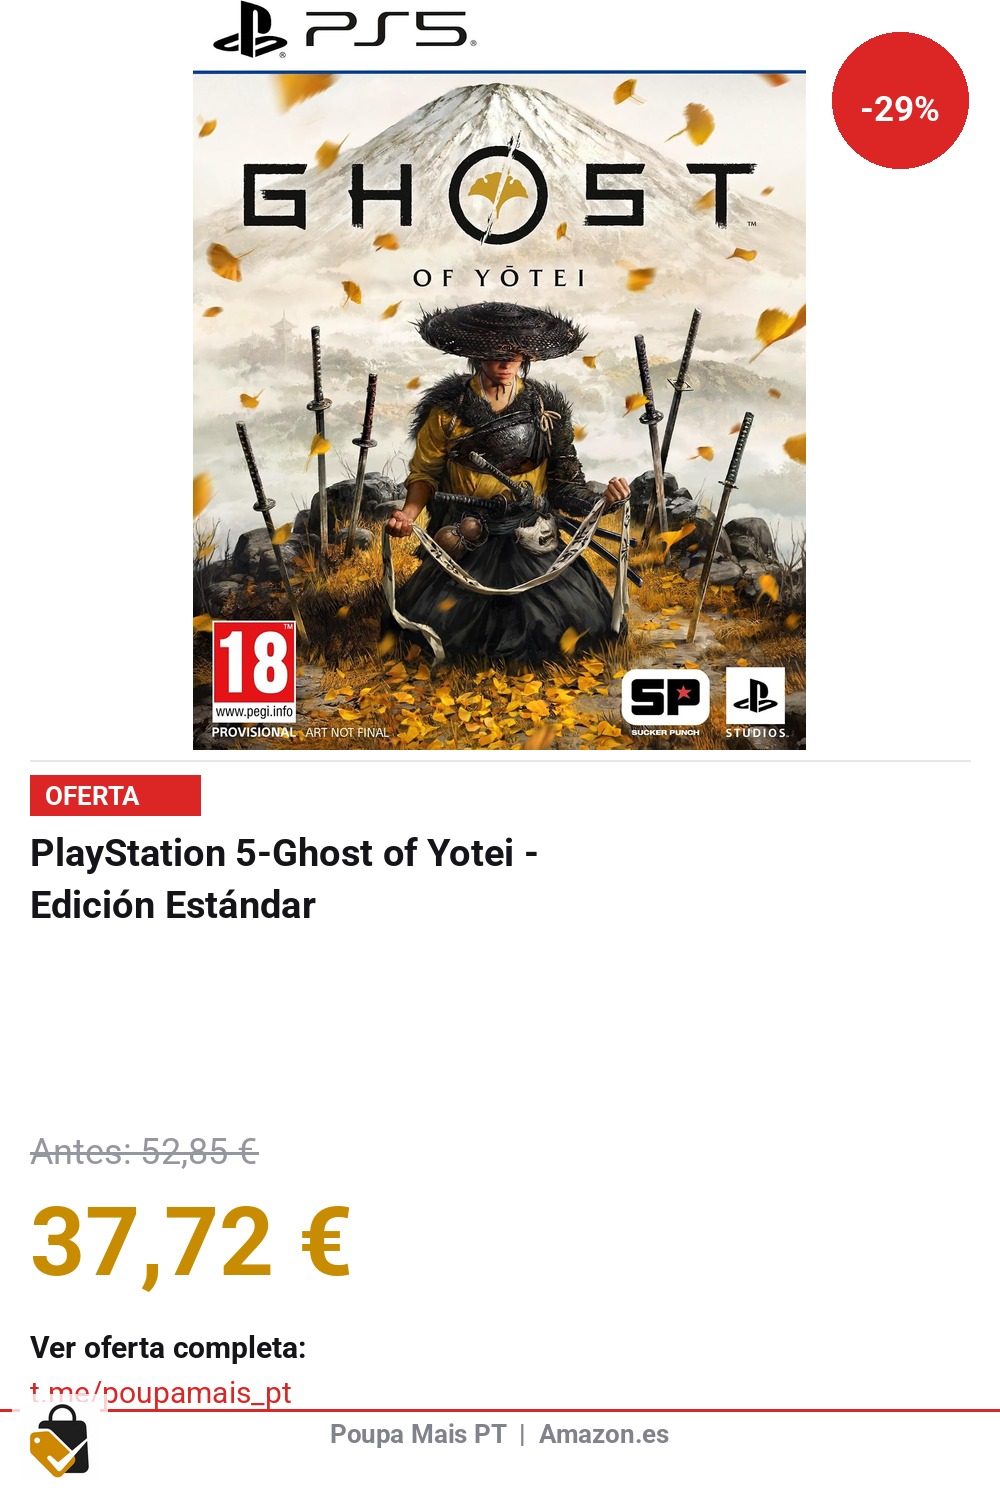 PS5
-29%
GHOST
OF YŌTEI
18
www.pegi.info
PROVISIONAL ART NOT FINAL
SP
SUCKER PUNCH
STUDIOS
OFERTA
PlayStation 5-Ghost of Yotei -
Edición Estándar
Antes: 52,85 €
37,72 €
Ver oferta completa:
t.me/poupamais_pt
Poupa Mais PT | Amazon.es